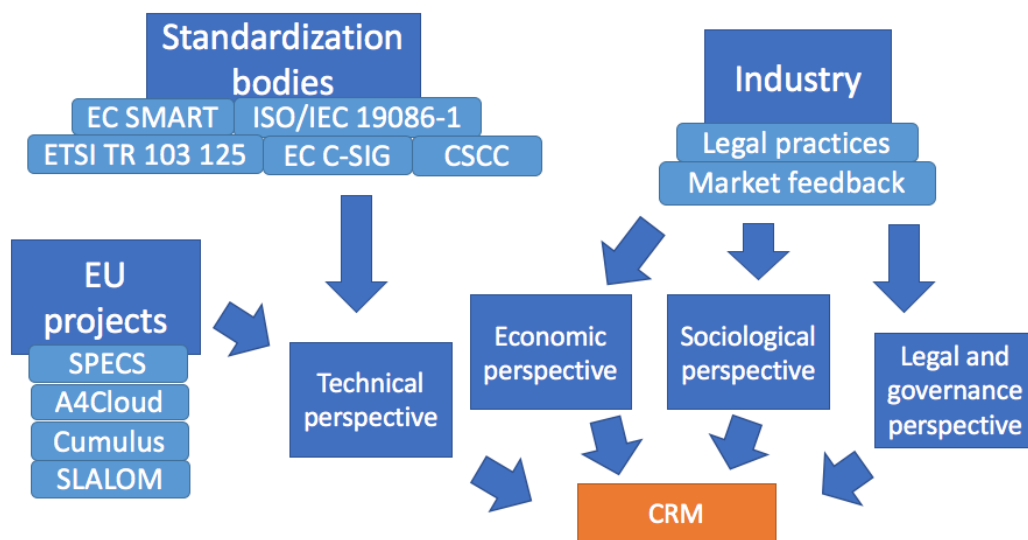 Standardization
bodies
EC SMART
ISO/IEC 19086-1
ETSI TR 103 125
EC C-SIG
CSCC
Industry
Legal practices
Market feedback
EU
projects
SPECS
A4Cloud
Cumulus
SLALOM
Technical
perspective
Economic
perspective
Sociological
perspective
Legal and
governance
perspective
CRM